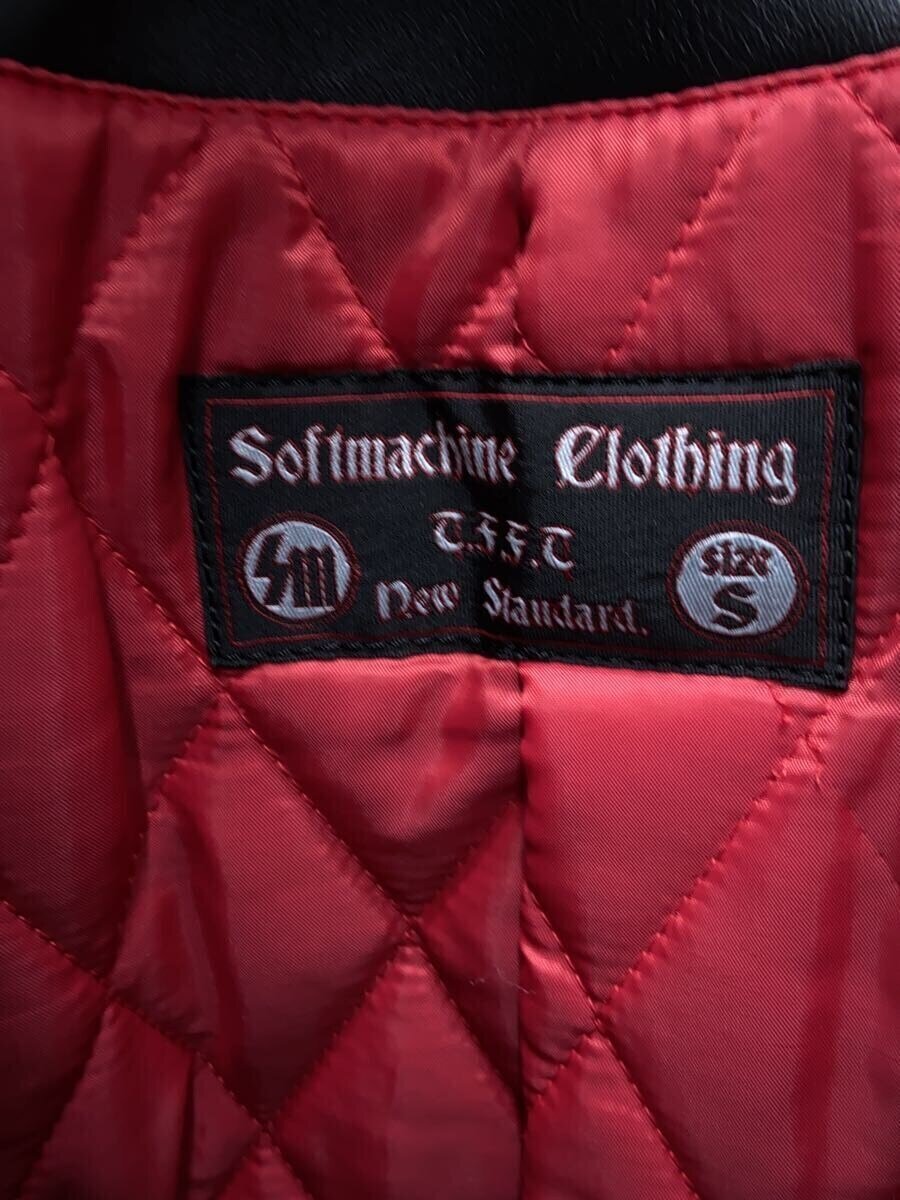 Softmachine Clothing
T.F.F.T
SM
New Standard.
size
S